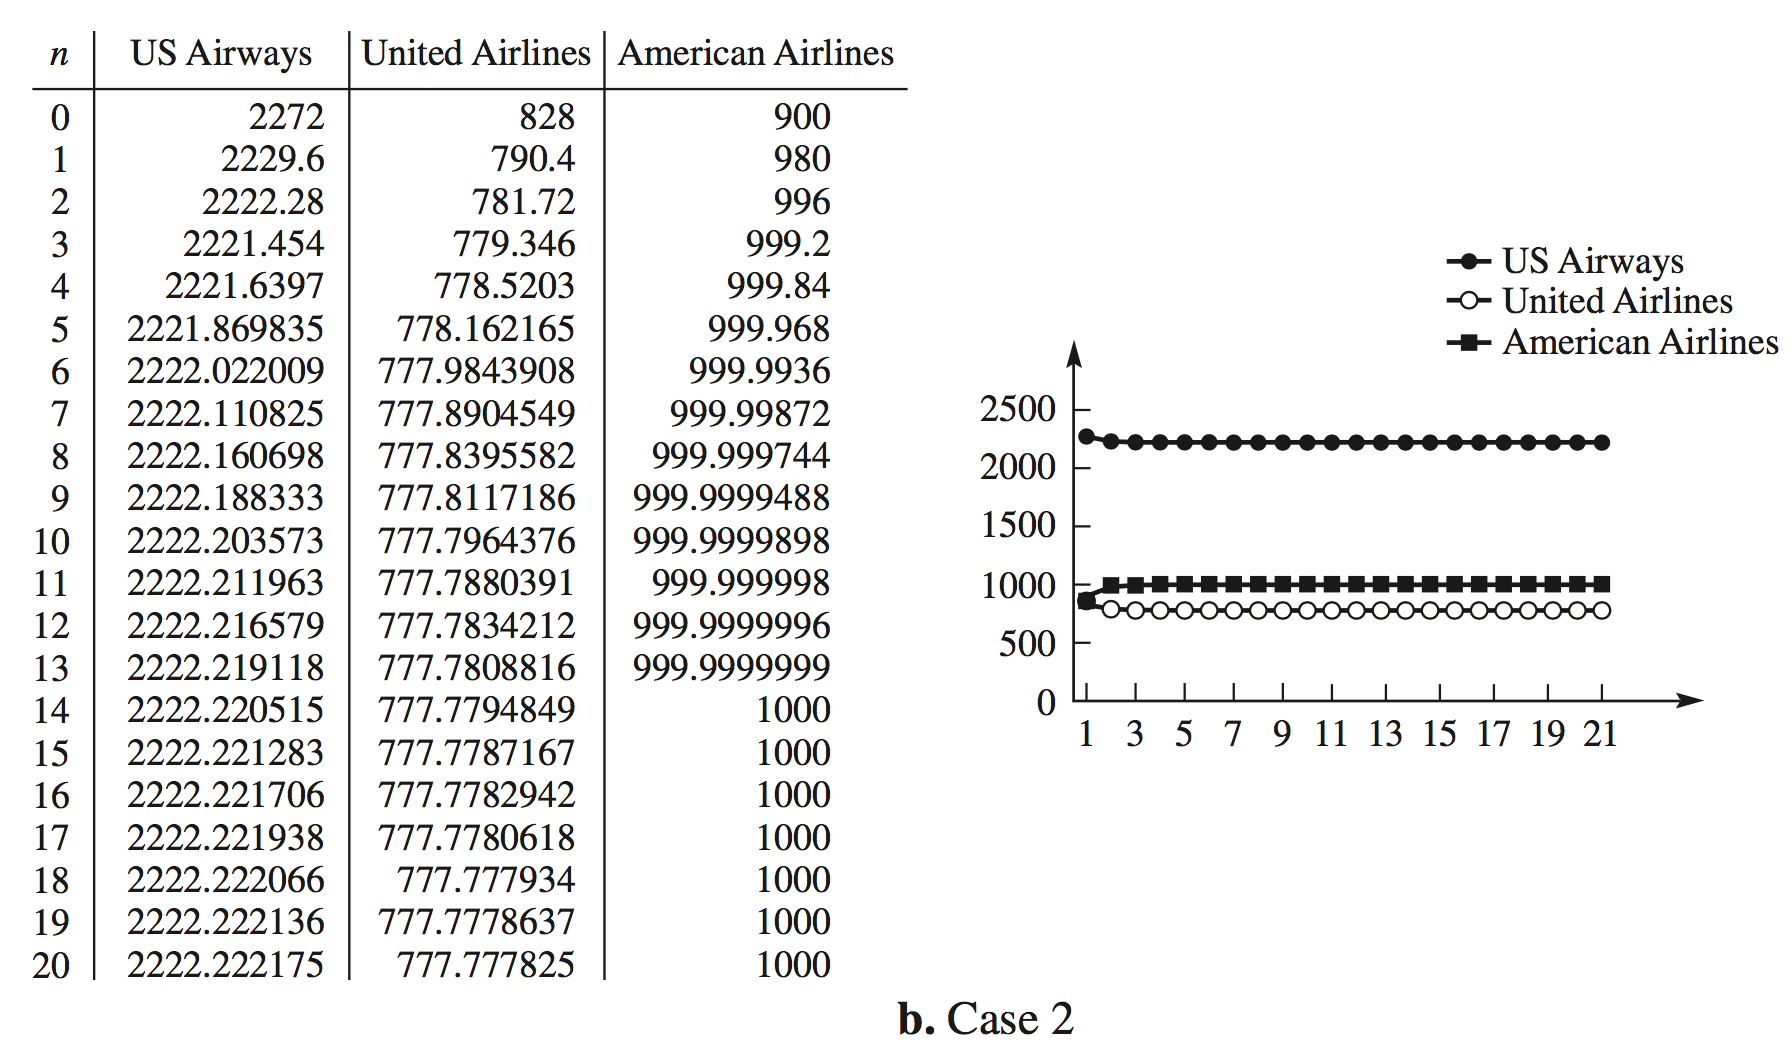 n US Airways United Airlines American Airlines
0 2272 828 900
1 2229.6 790.4 980
2 2222.28 781.72 996
3 2221.454 779.346 999.2
4 2221.6397 778.5203 999.84
5 2221.869835 778.162165 999.968
6 2222.022009 777.9843908 999.9936
7 2222.110825 777.8904549 999.99872
8 2222.160698 777.8395582 999.999744
9 2222.188333 777.8117186 999.9999488
10 2222.203573 777.7964376 999.9999898
11 2222.211963 777.7880391 999.999998
12 2222.216579 777.7834212 999.9999996
13 2222.219118 777.7808816 999.9999999
14 2222.220515 777.7794849 1000
15 2222.221283 777.7787167 1000
16 2222.221706 777.7782942 1000
17 2222.221938 777.7780618 1000
18 2222.222066 777.777934 1000
19 2222.222136 777.7778637 1000
20 2222.222175 777.777825 1000
US Airways
United Airlines
American Airlines
2500
2000
1500
1000
500
0
1 3 5 7 9 11 13 15 17 19 21
b. Case 2